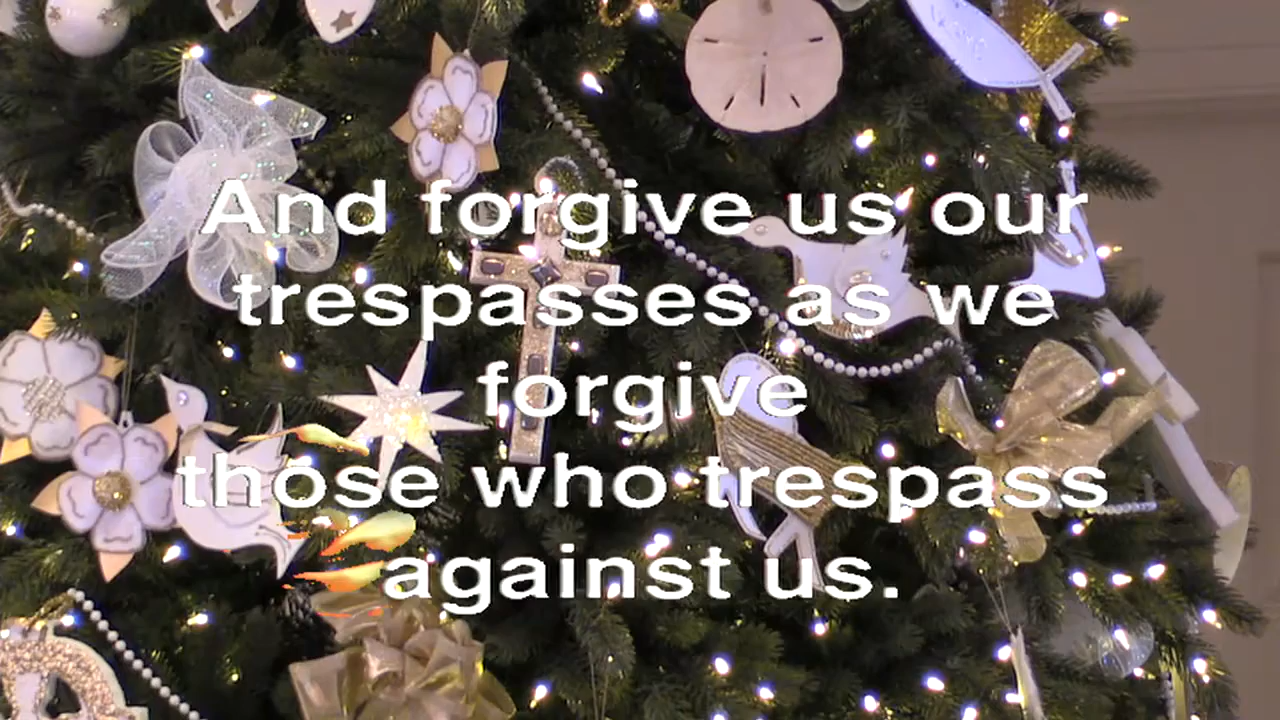 And forgive us our
trespasses as we
forgive
those who trespass
against us.